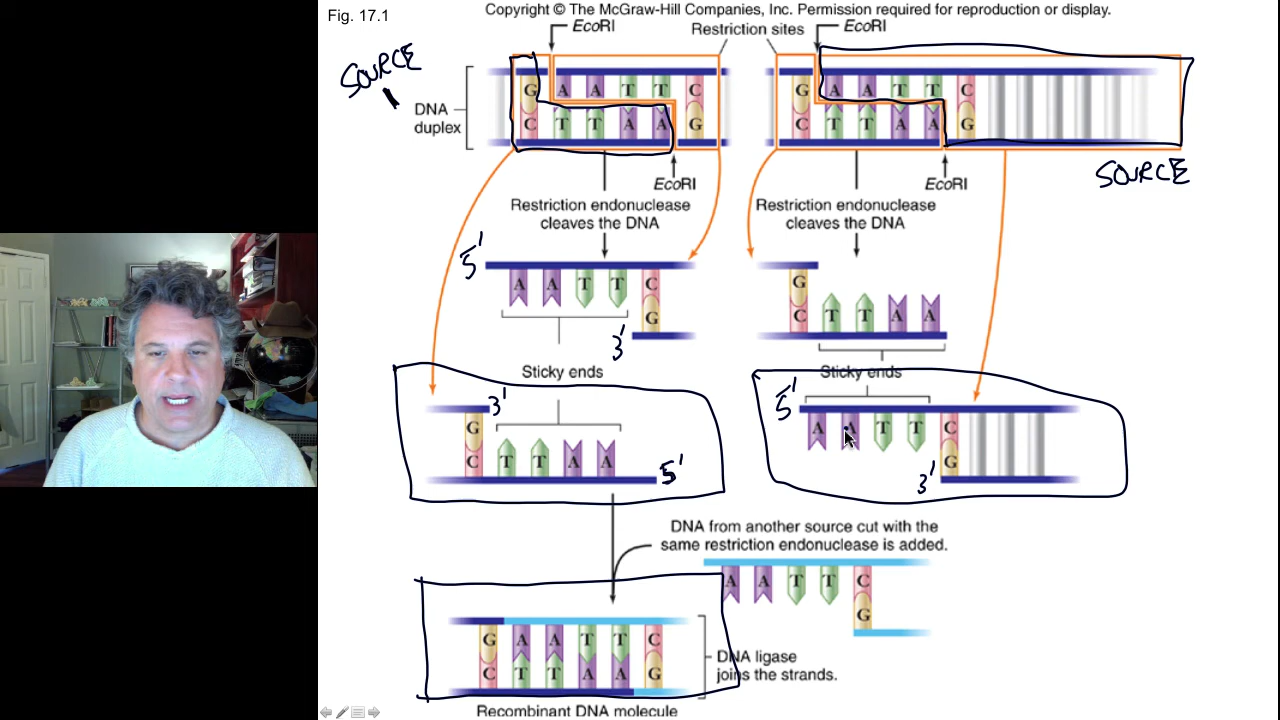 Copyright © The McGraw-Hill Companies, Inc. Permission required for reproduction or display.
Fig. 17.1
EcoRI
Restriction sites
EcoRI
SOURCE
DNA
duplex
G A A T T C
C T T A A G
G A A T T C
C T T A A G
EcoRI
EcoRI
SOURCE
Restriction endonuclease
cleaves the DNA
Restriction endonuclease
cleaves the DNA
5'
A A T T C
G
3'
G
C T T A A
Sticky ends
Sticky ends
3'
G
C T T A A
5'
5'
A A T T C
G
3'
DNA from another source cut with the
same restriction endonuclease is added.
A A T T C
G
G A A T T C
C T T A A G
DNA ligase
joins the strands.
Recombinant DNA molecule